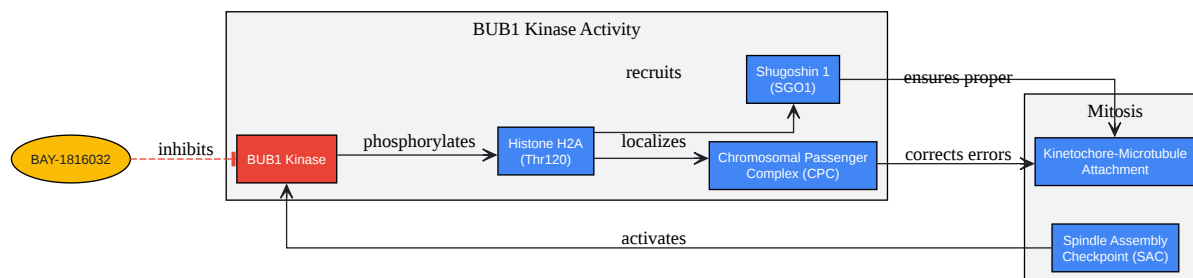 BUB1 Kinase Activity
recruits
Shugoshin 1
(SGO1)
ensures proper
Mitosis
BAY-1816032
inhibits
BUB1 Kinase
phosphorylates
Histone H2A
(Thr120)
localizes
Chromosomal Passenger
Complex (CPC)
corrects errors
Kinetochore-Microtubule
Attachment
activates
Spindle Assembly
Checkpoint (SAC)